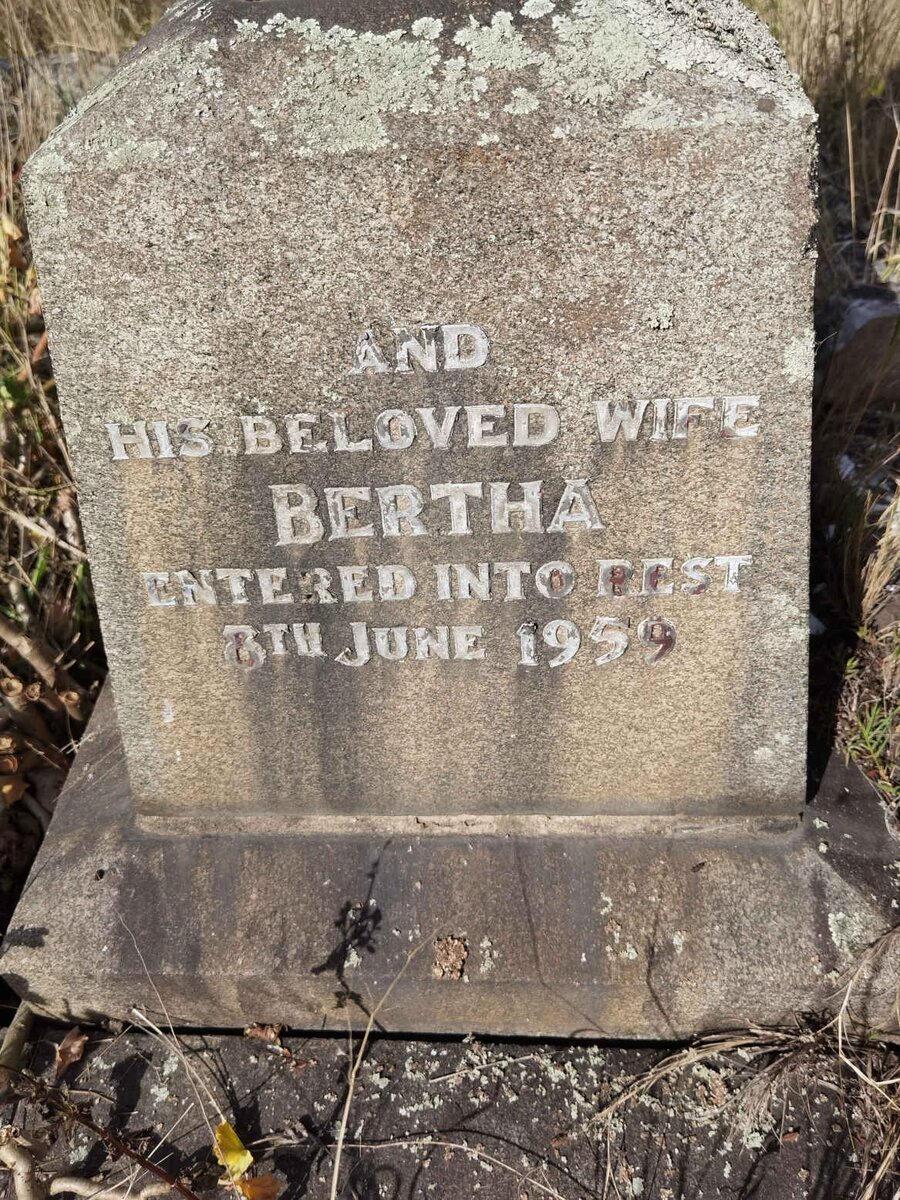 AND
HIS BELOVED WIFE
BERTHA
ENTERED INTO REST
8TH JUNE 1959